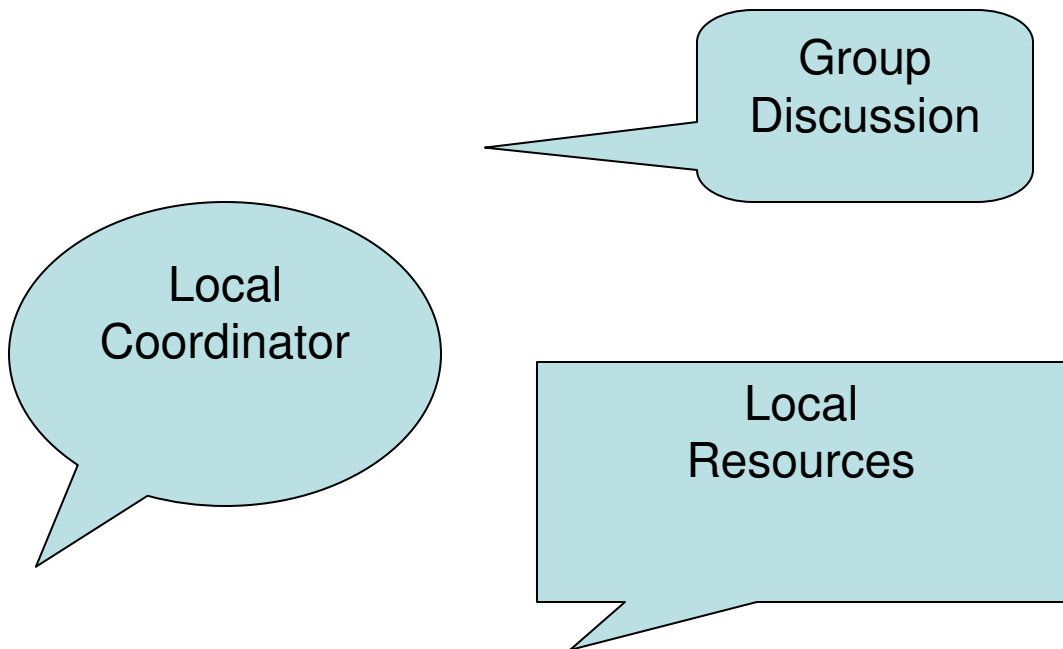 Group
Discussion
Local
Coordinator
Local
Resources